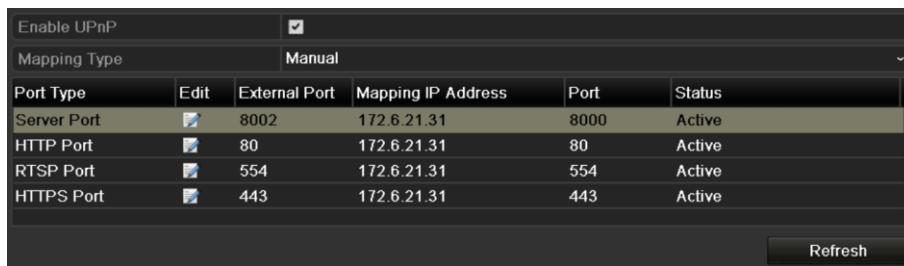 Enable UPnP
Mapping Type Manual
Port Type Edit External Port Mapping IP Address Port Status
Server Port 8002 172.6.21.31 8000 Active
HTTP Port 80 172.6.21.31 80 Active
RTSP Port 554 172.6.21.31 554 Active
HTTPS Port 443 172.6.21.31 443 Active
Refresh